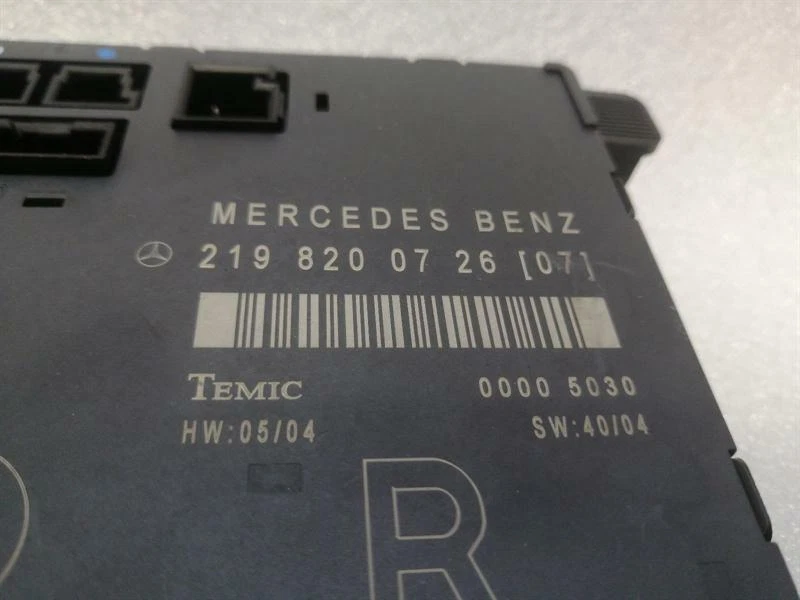 MERCEDES BENZ
219 820 07 26 [07]
TEMIC 0000 5030
HW:05/04 SW:40/04
R